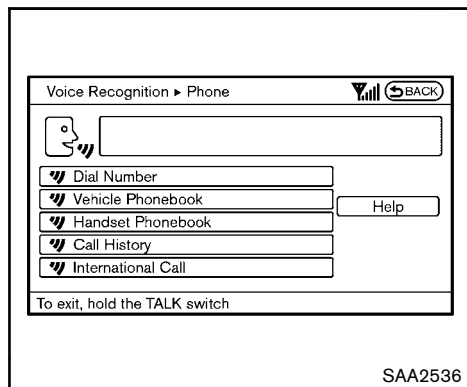 Voice Recognition ▸ Phone
BACK
Dial Number
Vehicle Phonebook
Help
Handset Phonebook
Call History
International Call
To exit, hold the TALK switch
SAA2536